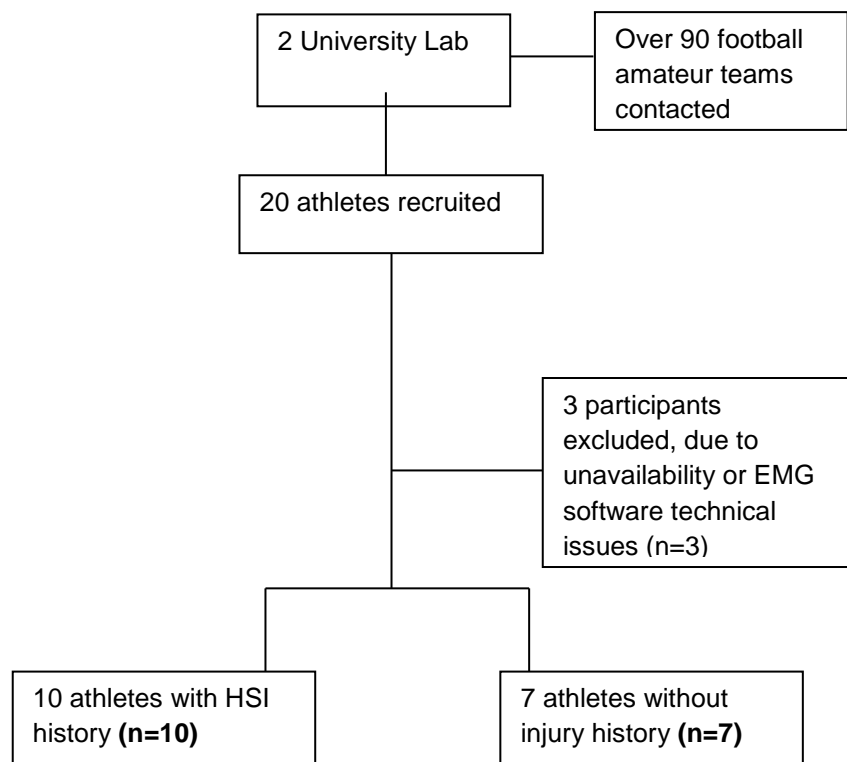 2 University Lab
Over 90 football
amateur teams
contacted
20 athletes recruited
3 participants
excluded, due to
unavailability or EMG
software technical
issues (n=3)
10 athletes with HSI
history (n=10)
7 athletes without
injury history (n=7)